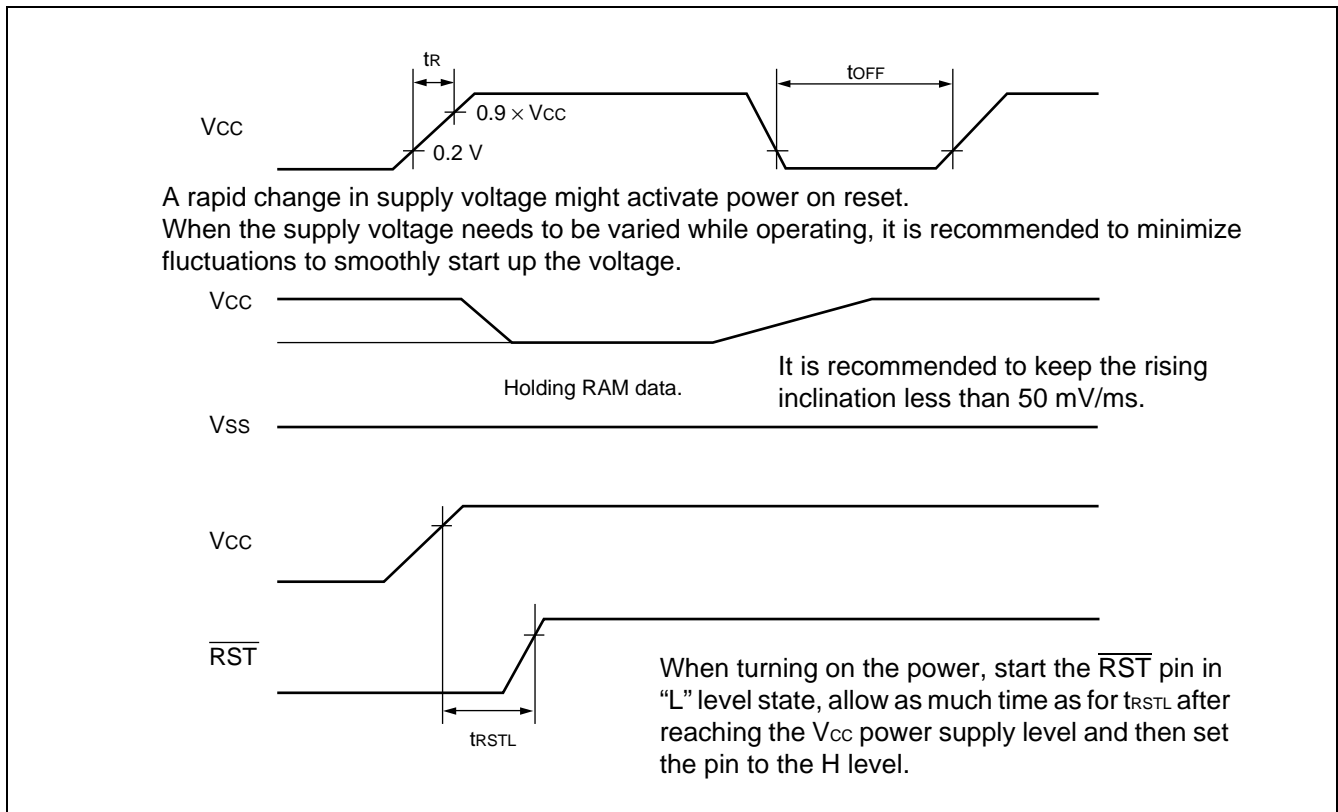 tR
tOFF
VCC
0.9 × VCC
0.2 V
A rapid change in supply voltage might activate power on reset.
When the supply voltage needs to be varied while operating, it is recommended to minimize
fluctuations to smoothly start up the voltage.
VCC
It is recommended to keep the rising
inclination less than 50 mV/ms.
Holding RAM data.
VSS
VCC
RST
When turning on the power, start the RST pin in
“L” level state, allow as much time as for tRSTL after
reaching the VCC power supply level and then set
the pin to the H level.
tRSTL